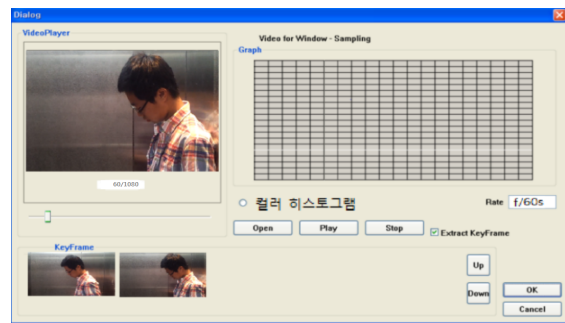 Dialog
VideoPlayer
Video for Window - Sampling
Graph
60/1080
컬러 히스토그램
Rate f/60s
Open Play Stop Extract KeyFrame
KeyFrame
Up
Down
OK
Cancel